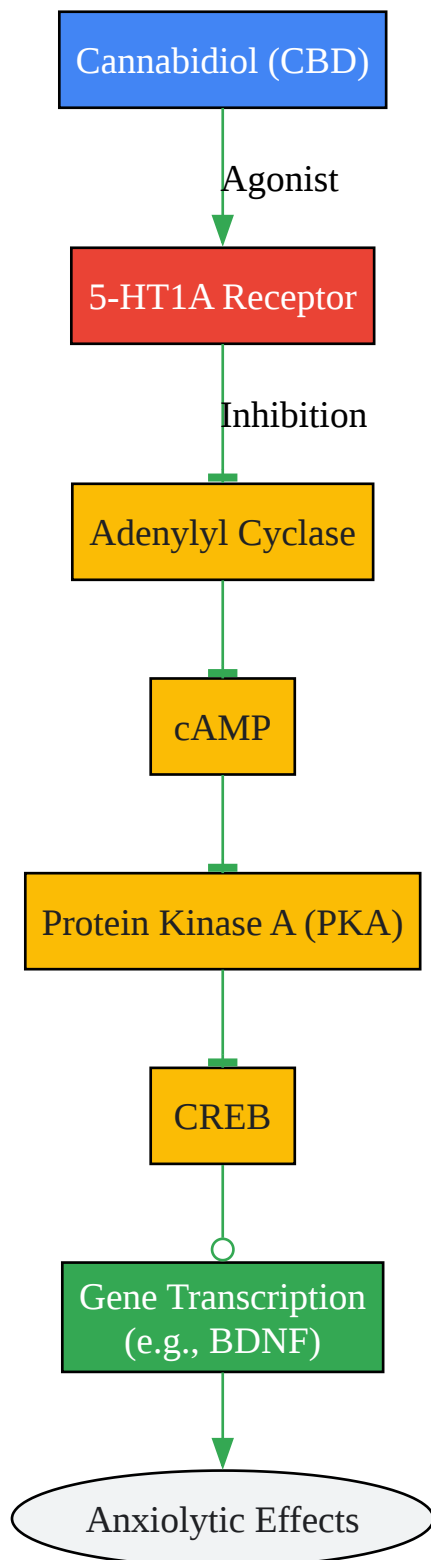 Cannabidiol (CBD)
Agonist
5-HT1A Receptor
Inhibition
Adenylyl Cyclase
cAMP
Protein Kinase A (PKA)
CREB
Gene Transcription
(e.g., BDNF)
Anxiolytic Effects